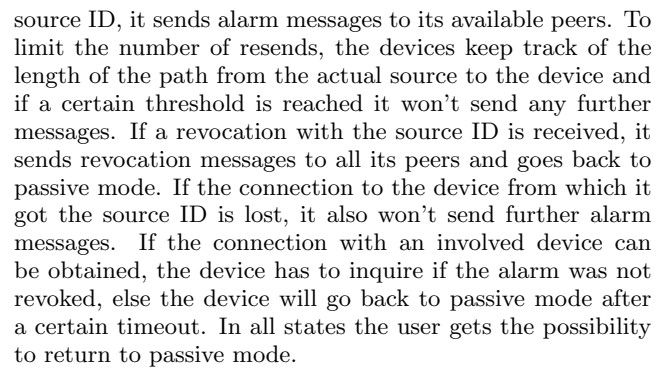 source ID, it sends alarm messages to its available peers. To
limit the number of resends, the devices keep track of the
length of the path from the actual source to the device and
if a certain threshold is reached it won’t send any further
messages. If a revocation with the source ID is received, it
sends revocation messages to all its peers and goes back to
passive mode. If the connection to the device from which it
got the source ID is lost, it also won’t send further alarm
messages. If the connection with an involved device can
be obtained, the device has to inquire if the alarm was not
revoked, else the device will go back to passive mode after
a certain timeout. In all states the user gets the possibility
to return to passive mode.